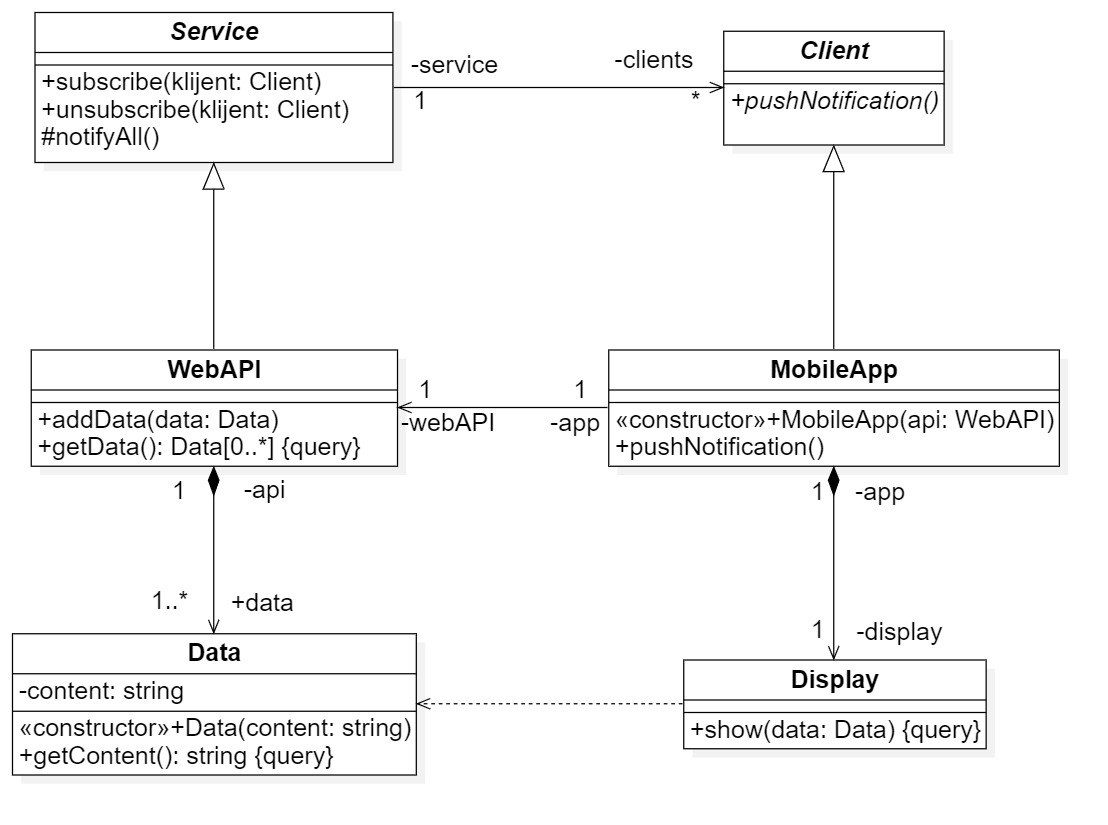 Service
+subscribe(klijent: Client)
+unsubscribe(klijent: Client)
#notifyAll()
-service
1
-clients
*
Client
+pushNotification()
WebAPI
+addData(data: Data)
+getData(): Data[0..*] {query}
1
-webAPI
1
-app
MobileApp
«constructor»+MobileApp(api: WebAPI)
+pushNotification()
1
-api
1..*
+data
1
-app
1
-display
Data
-content: string
«constructor»+Data(content: string)
+getContent(): string {query}
Display
+show(data: Data) {query}